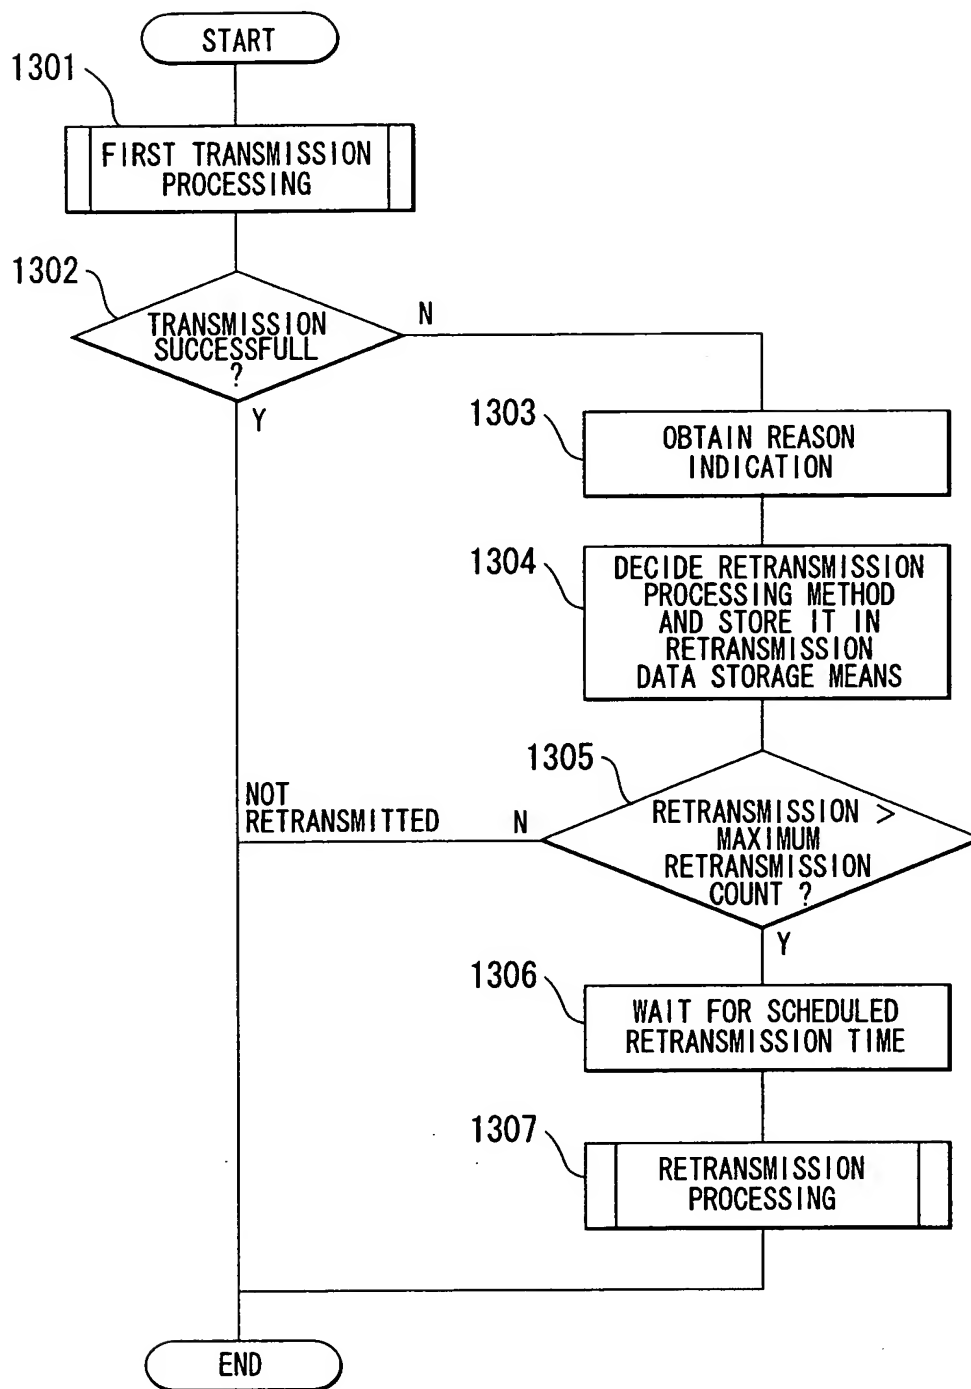 START
1301
FIRST TRANSMISSION
PROCESSING
1302
TRANSMISSION
SUCCESSFULL
?
N
Y
1303
OBTAIN REASON
INDICATION
1304
DECIDE RETRANSMISSION
PROCESSING METHOD
AND STORE IT IN
RETRANSMISSION
DATA STORAGE MEANS
1305
RETRANSMISSION >
MAXIMUM
RETRANSMISSION
COUNT ?
NOT
RETRANSMITTED
N
Y
1306
WAIT FOR SCHEDULED
RETRANSMISSION TIME
1307
RETRANSMISSION
PROCESSING
END